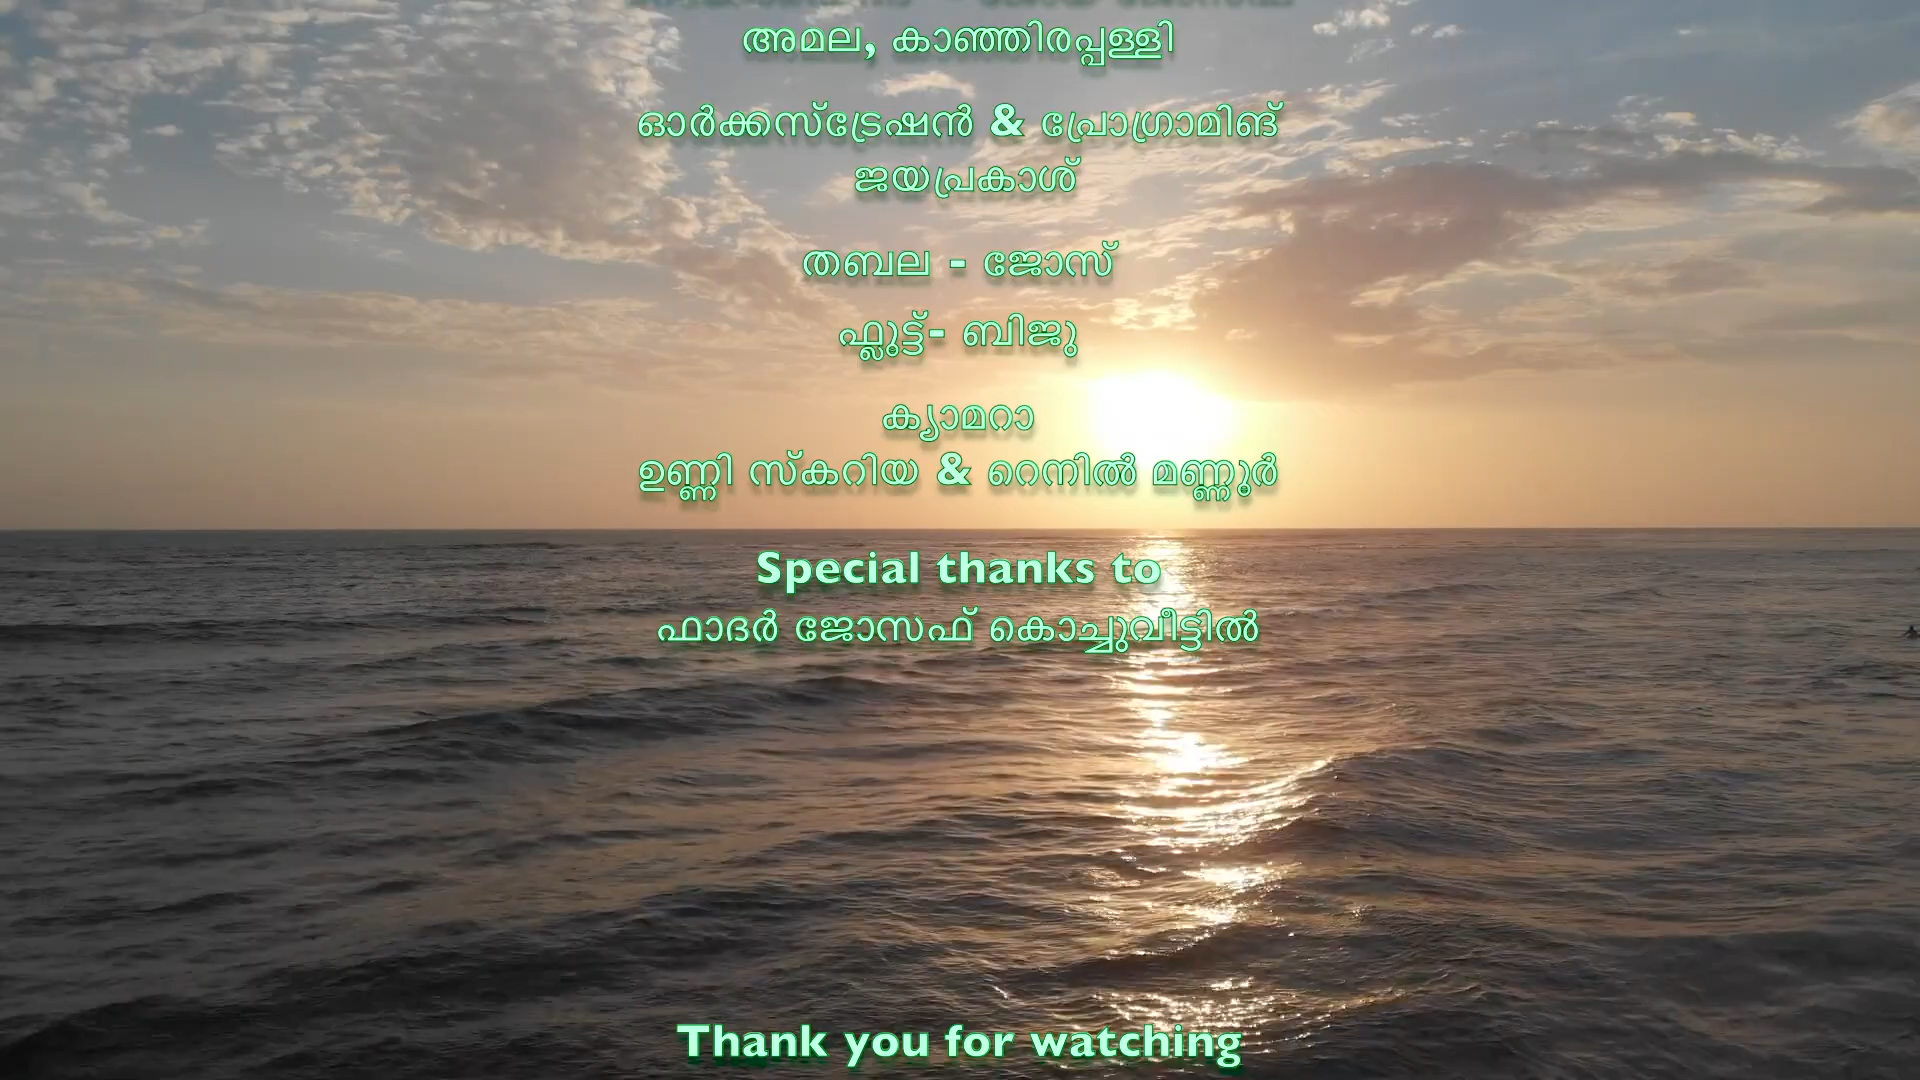 അമല, കാഞ്ഞിരപ്പള്ളി
ഓർക്കസ്ട്രേഷൻ & പ്രോഗ്രാമിങ്
ജയപ്രകാശ്
തബല - ജോസ്
ഫ്ലൂട്ട്- ബിജു
ക്യാമറാ
ഉണ്ണി സ്കറിയ & റെനിൽ മണ്ണൂർ
Special thanks to
ഫാദർ ജോസഫ് കൊച്ചുവീട്ടിൽ
Thank you for watching